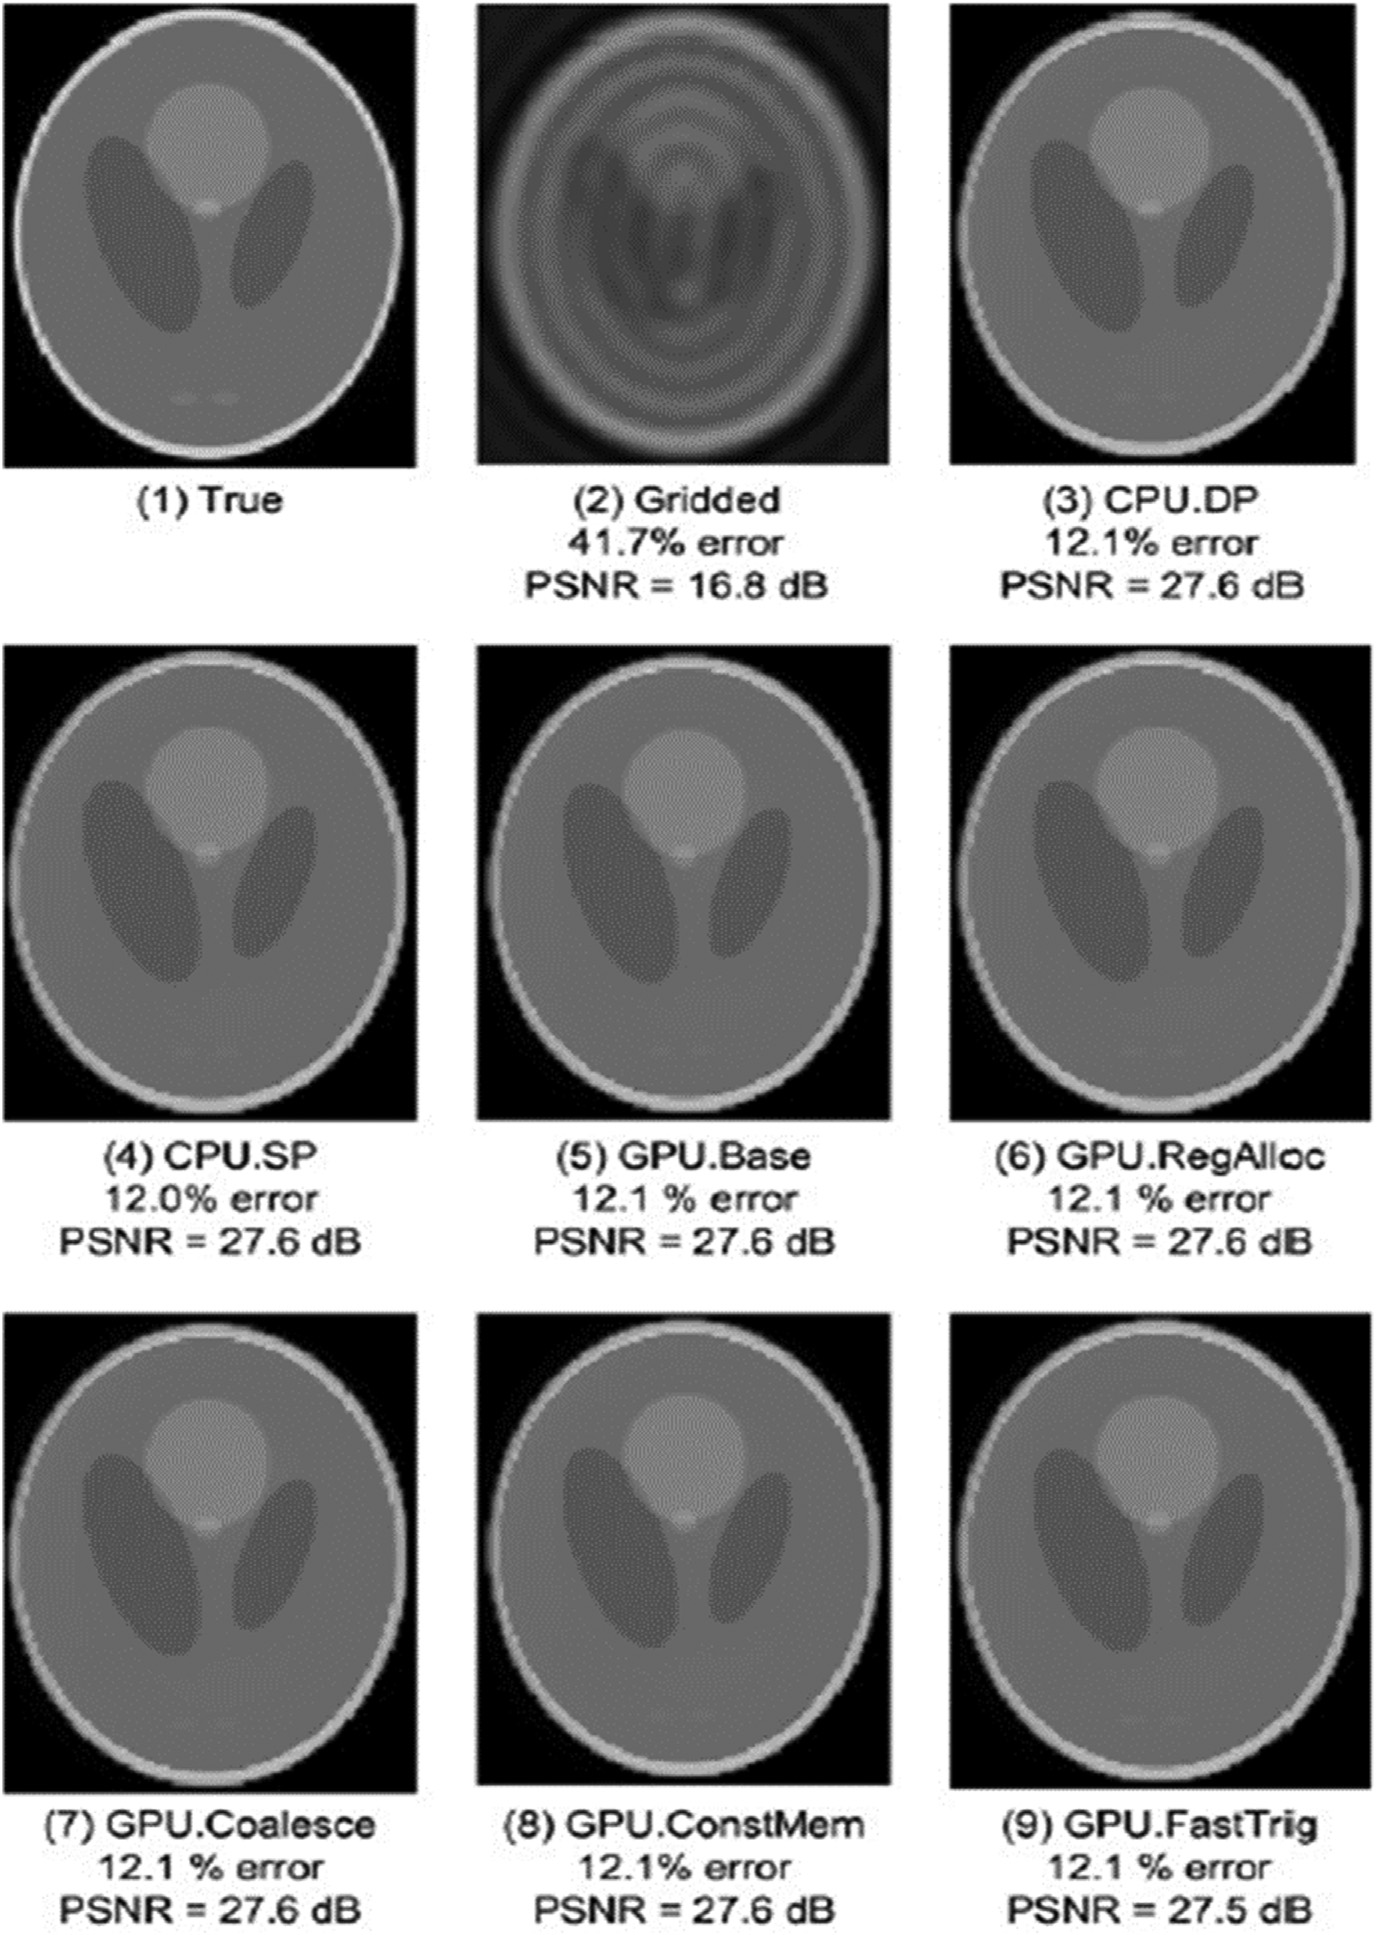 (1) True
(2) Gridded
41.7% error
PSNR = 16.8 dB
(3) CPU.DP
12.1% error
PSNR = 27.6 dB
(4) CPU.SP
12.0% error
PSNR = 27.6 dB
(5) GPU.Base
12.1 % error
PSNR = 27.6 dB
(6) GPU.RegAlloc
12.1 % error
PSNR = 27.6 dB
(7) GPU.Coalesce
12.1 % error
PSNR = 27.6 dB
(8) GPU.ConstMem
12.1% error
PSNR = 27.6 dB
(9) GPU.FastTrig
12.1 % error
PSNR = 27.5 dB